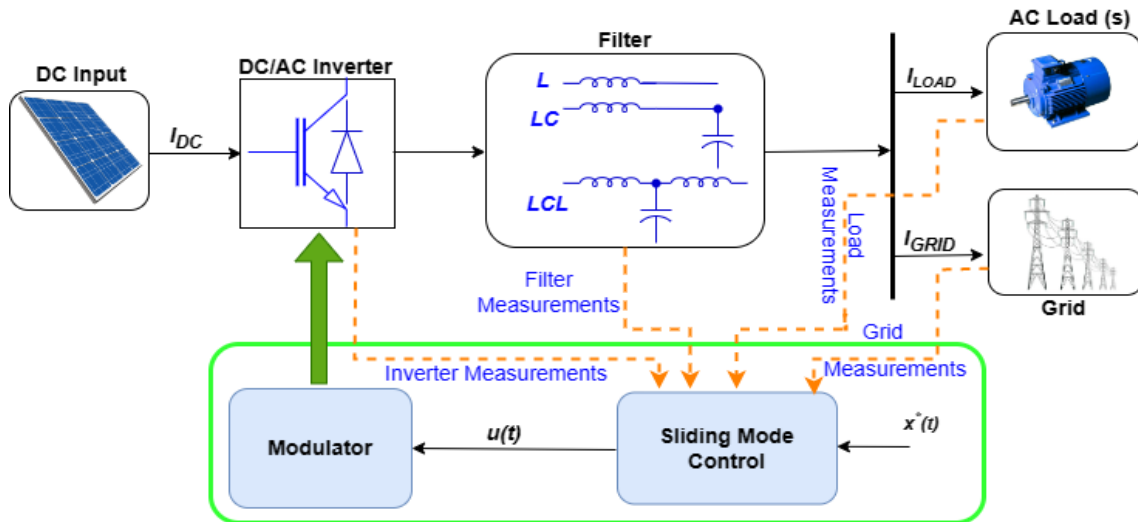 DC Input
I_DC
DC/AC Inverter
Filter
L
LC
LCL
AC Load (s)
I_LOAD
I_GRID
Grid
Load
Measurements
Filter
Measurements
Grid
Measurements
Inverter Measurements
Modulator
u(t)
Sliding Mode
Control
x*(t)